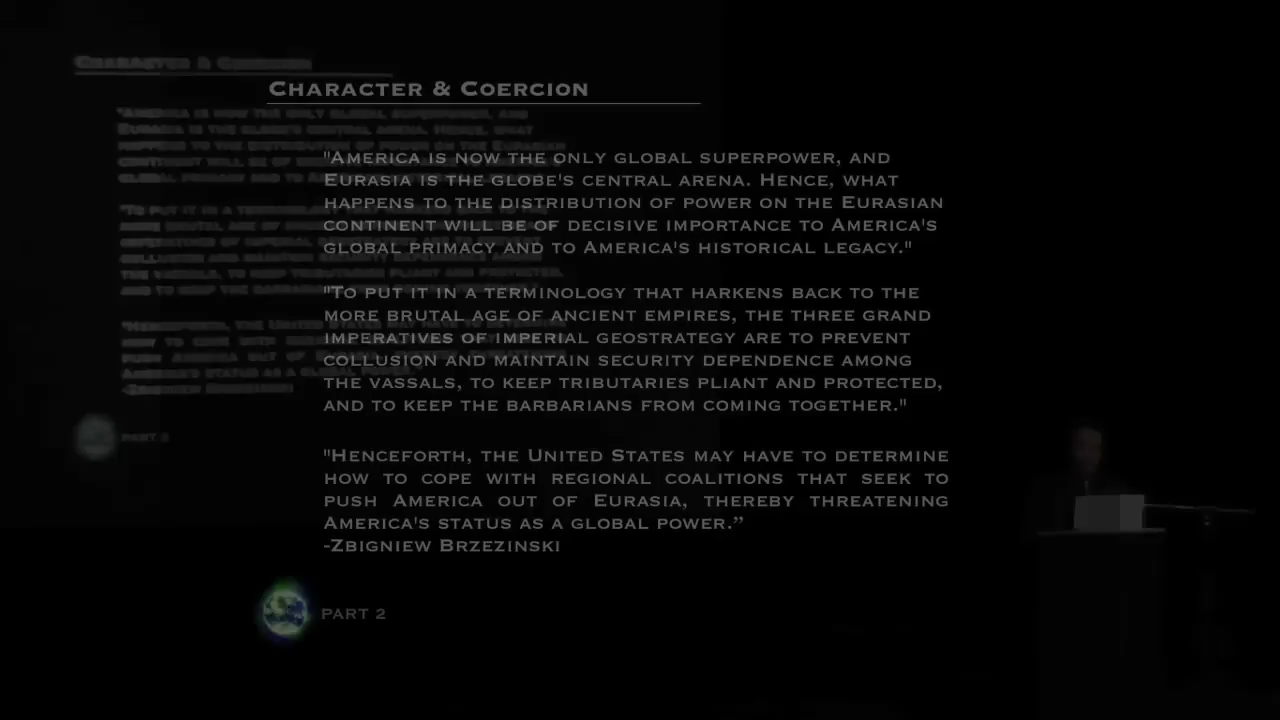 CHARACTER & COERCION
"AMERICA IS NOW THE ONLY GLOBAL SUPERPOWER, AND
EURASIA IS THE GLOBE'S CENTRAL ARENA. HENCE, WHAT
HAPPENS TO THE DISTRIBUTION OF POWER ON THE EURASIAN
CONTINENT WILL BE OF DECISIVE IMPORTANCE TO AMERICA'S
GLOBAL PRIMACY AND TO AMERICA'S HISTORICAL LEGACY."
"TO PUT IT IN A TERMINOLOGY THAT HARKENS BACK TO THE
MORE BRUTAL AGE OF ANCIENT EMPIRES, THE THREE GRAND
IMPERATIVES OF IMPERIAL GEOSTRATEGY ARE TO PREVENT
COLLUSION AND MAINTAIN SECURITY DEPENDENCE AMONG
THE VASSALS, TO KEEP TRIBUTARIES PLIANT AND PROTECTED,
AND TO KEEP THE BARBARIANS FROM COMING TOGETHER."
"HENCEFORTH, THE UNITED STATES MAY HAVE TO DETERMINE
HOW TO COPE WITH REGIONAL COALITIONS THAT SEEK TO
PUSH AMERICA OUT OF EURASIA, THEREBY THREATENING
AMERICA'S STATUS AS A GLOBAL POWER.”
-ZBIGNIEW BRZEZINSKI
PART 2